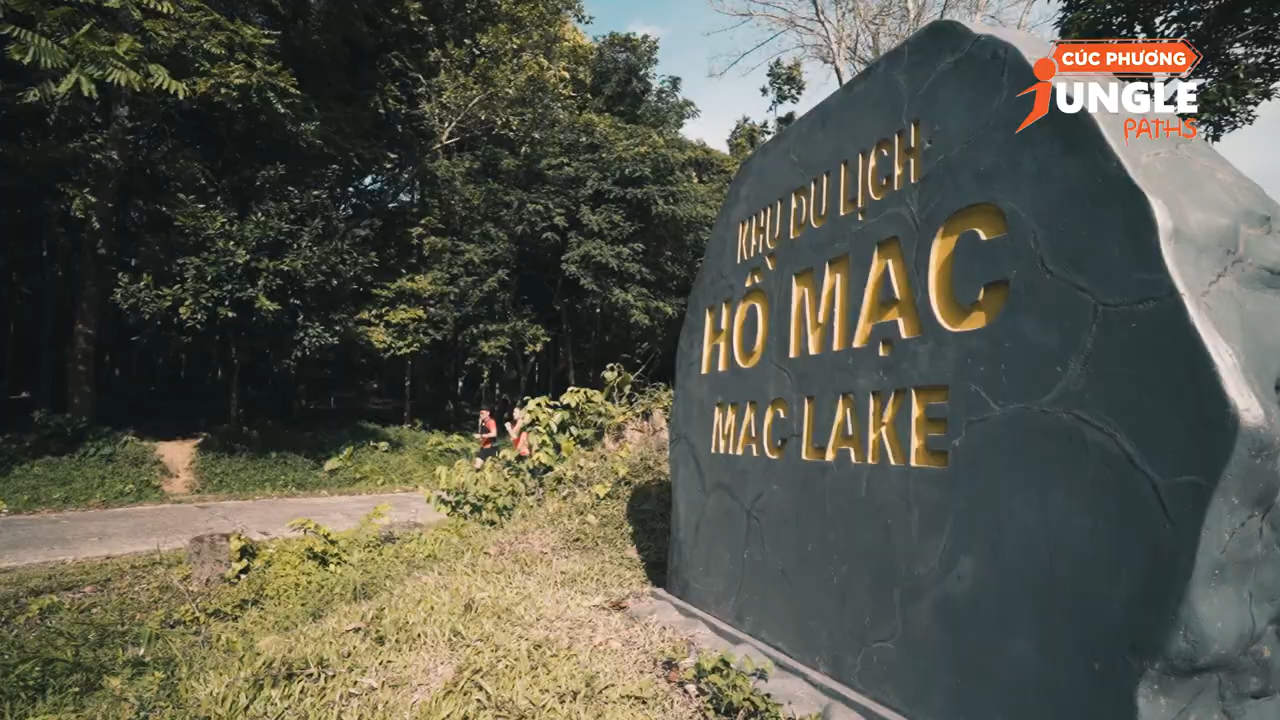 CÚC PHƯƠNG
JUNGLE
PATHS
KHU DU LỊCH
HỒ MẠC
MAC LAKE